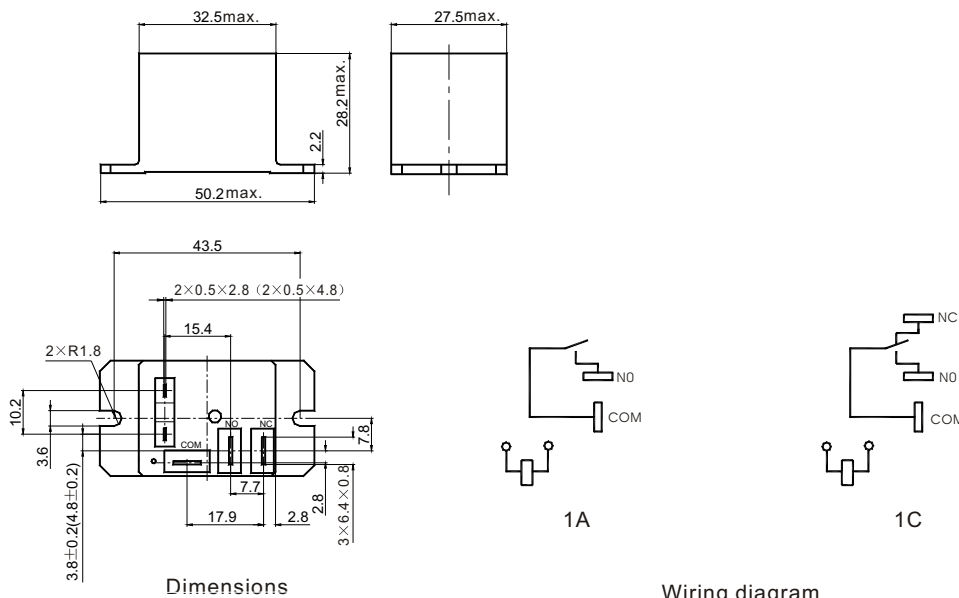 32.5max.
27.5max.
28.2max.
2.2
50.2max.
43.5
2×0.5×2.8（2×0.5×4.8）
15.4
2×R1.8
10.2
3.6
3.8±0.2(4.8±0.2)
NO
NC
COM
7.8
7.7
2.8
3×6.4×0.8
17.9
2.8
Dimensions
N0
COM
1A
NC
N0
COM
1C
Wiring diagram